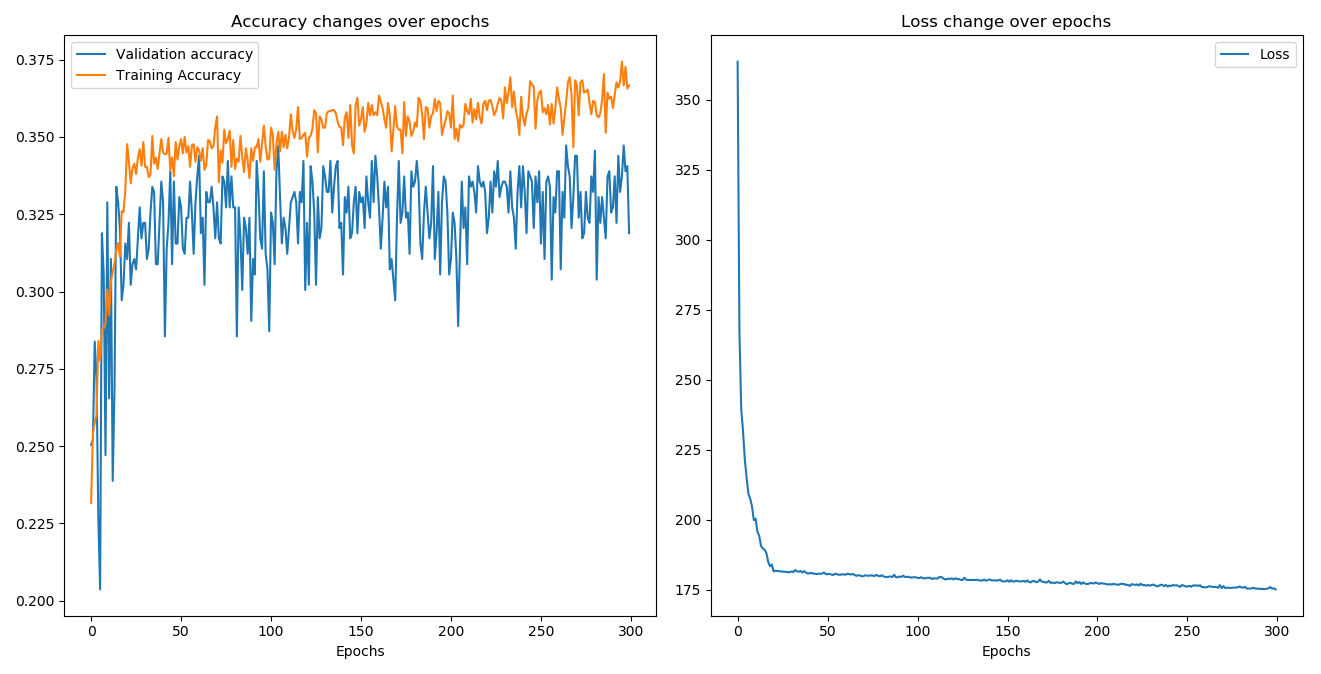 Accuracy changes over epochs
Validation accuracy
Training Accuracy
0.375
0.350
0.325
0.300
0.275
0.250
0.225
0.200
0 50 100 150 200 250 300
Epochs
Loss change over epochs
Loss
350
325
300
275
250
225
200
175
0 50 100 150 200 250 300
Epochs